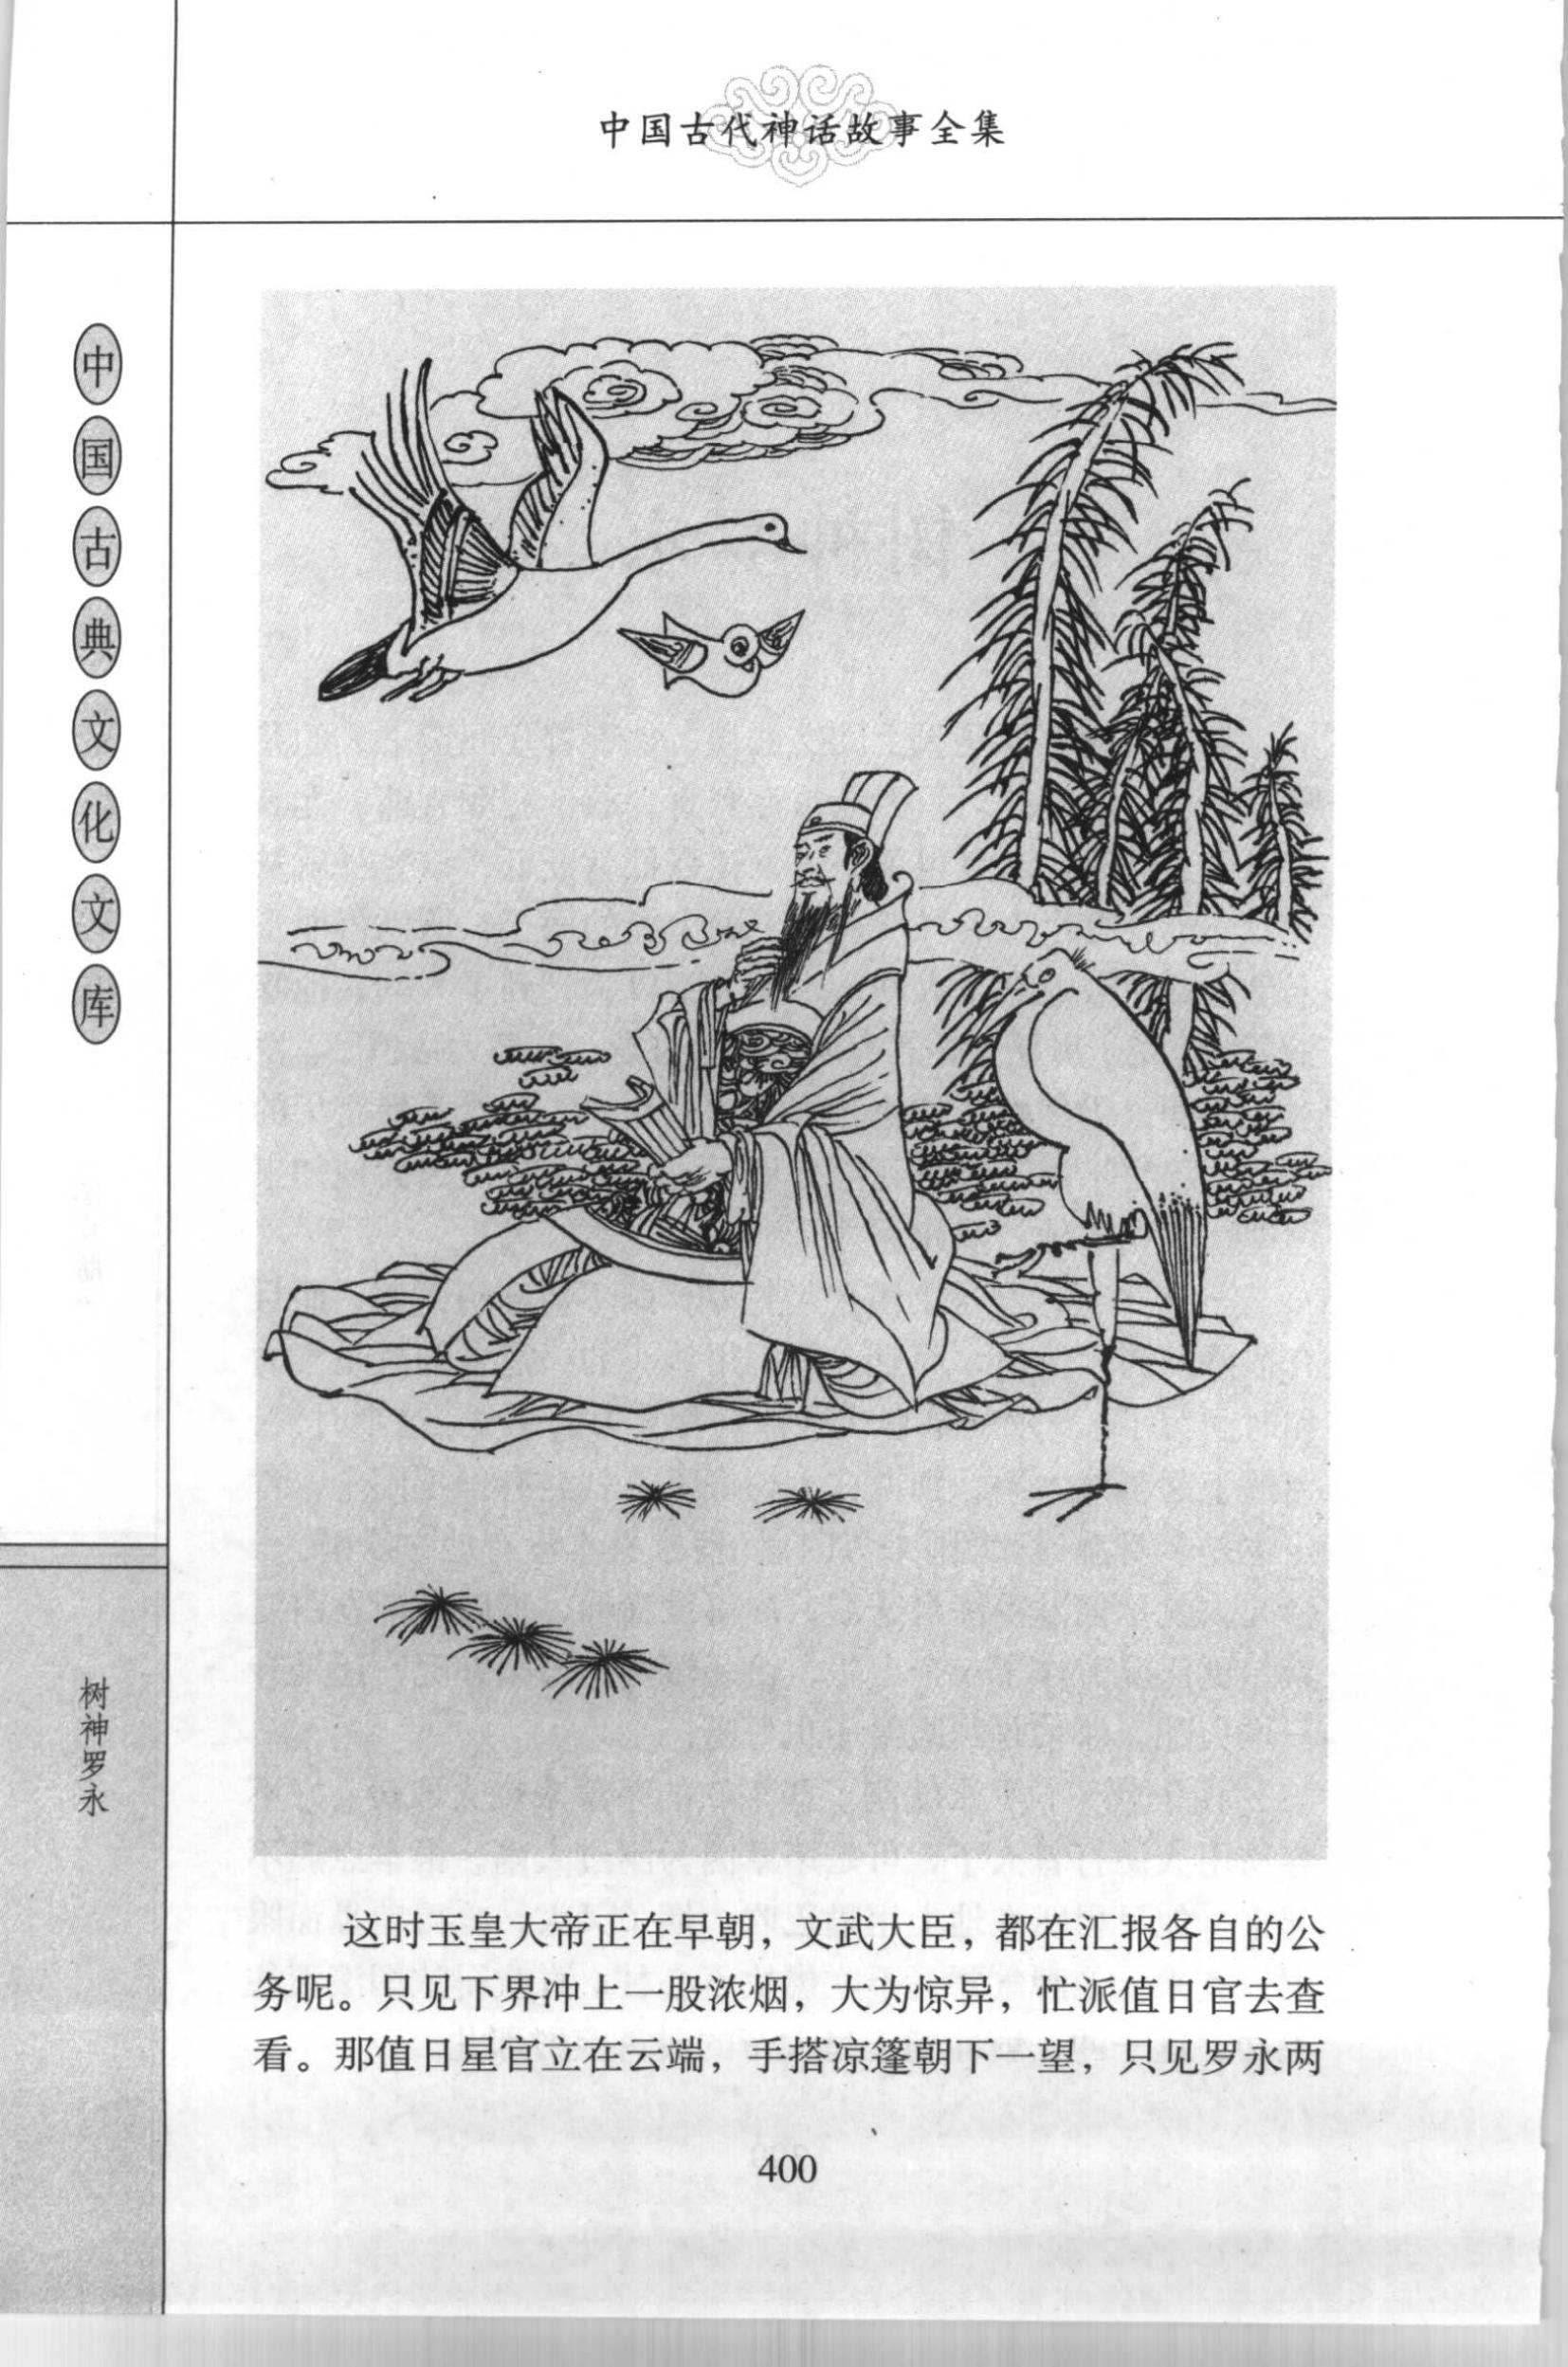 中国古代神话故事全集
中国古典文化文库
树神罗永
这时玉皇大帝正在早朝，文武大臣，都在汇报各自的公
务呢。只见下界冲上一股浓烟，大为惊异，忙派值日官去查
看。那值日星官立在云端，手搭凉篷朝下一望，只见罗永两
400